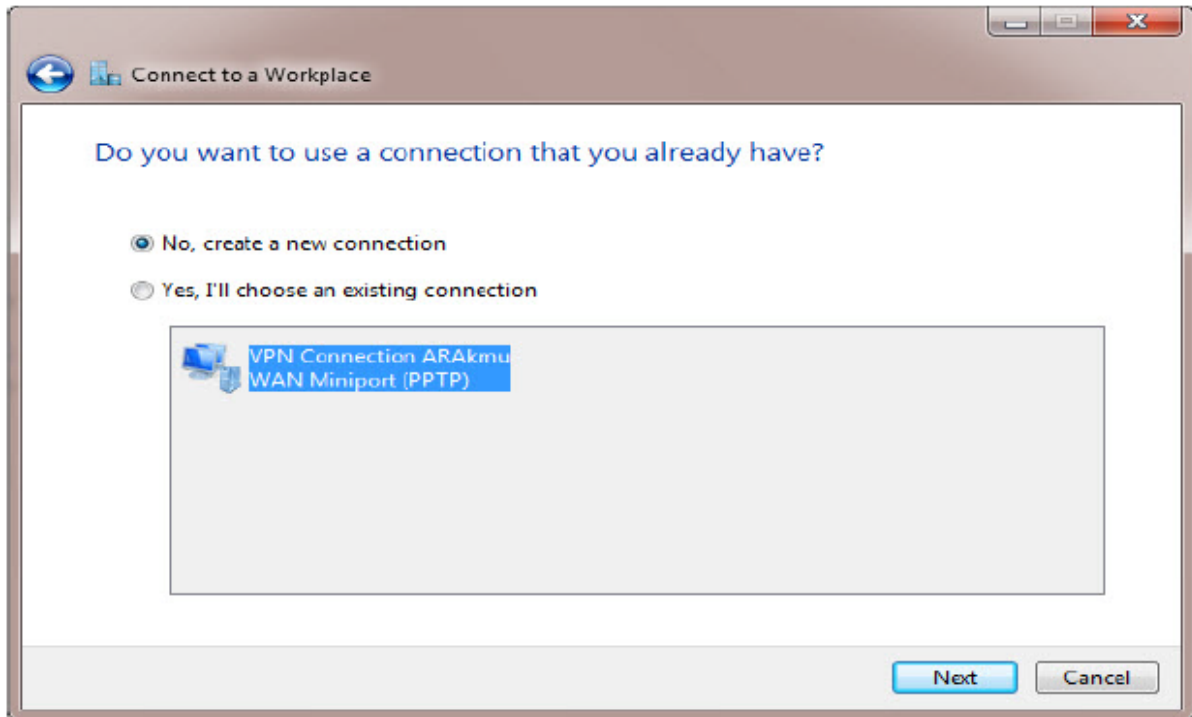 Connect to a Workplace
Do you want to use a connection that you already have?
No, create a new connection
Yes, I'll choose an existing connection
VPN Connection ARAkmu
WAN Miniport (PPTP)
Next
Cancel